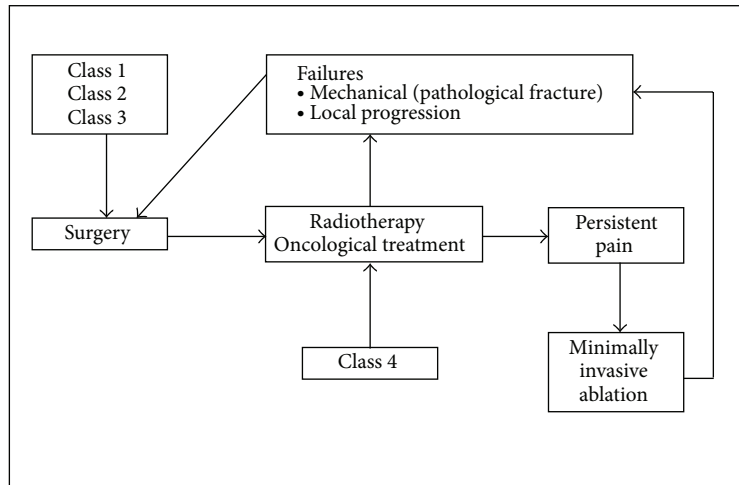 Class 1
Class 2
Class 3
Failures
• Mechanical (pathological fracture)
• Local progression
Surgery
Radiotherapy
Oncological treatment
Persistent
pain
Class 4
Minimally
invasive
ablation